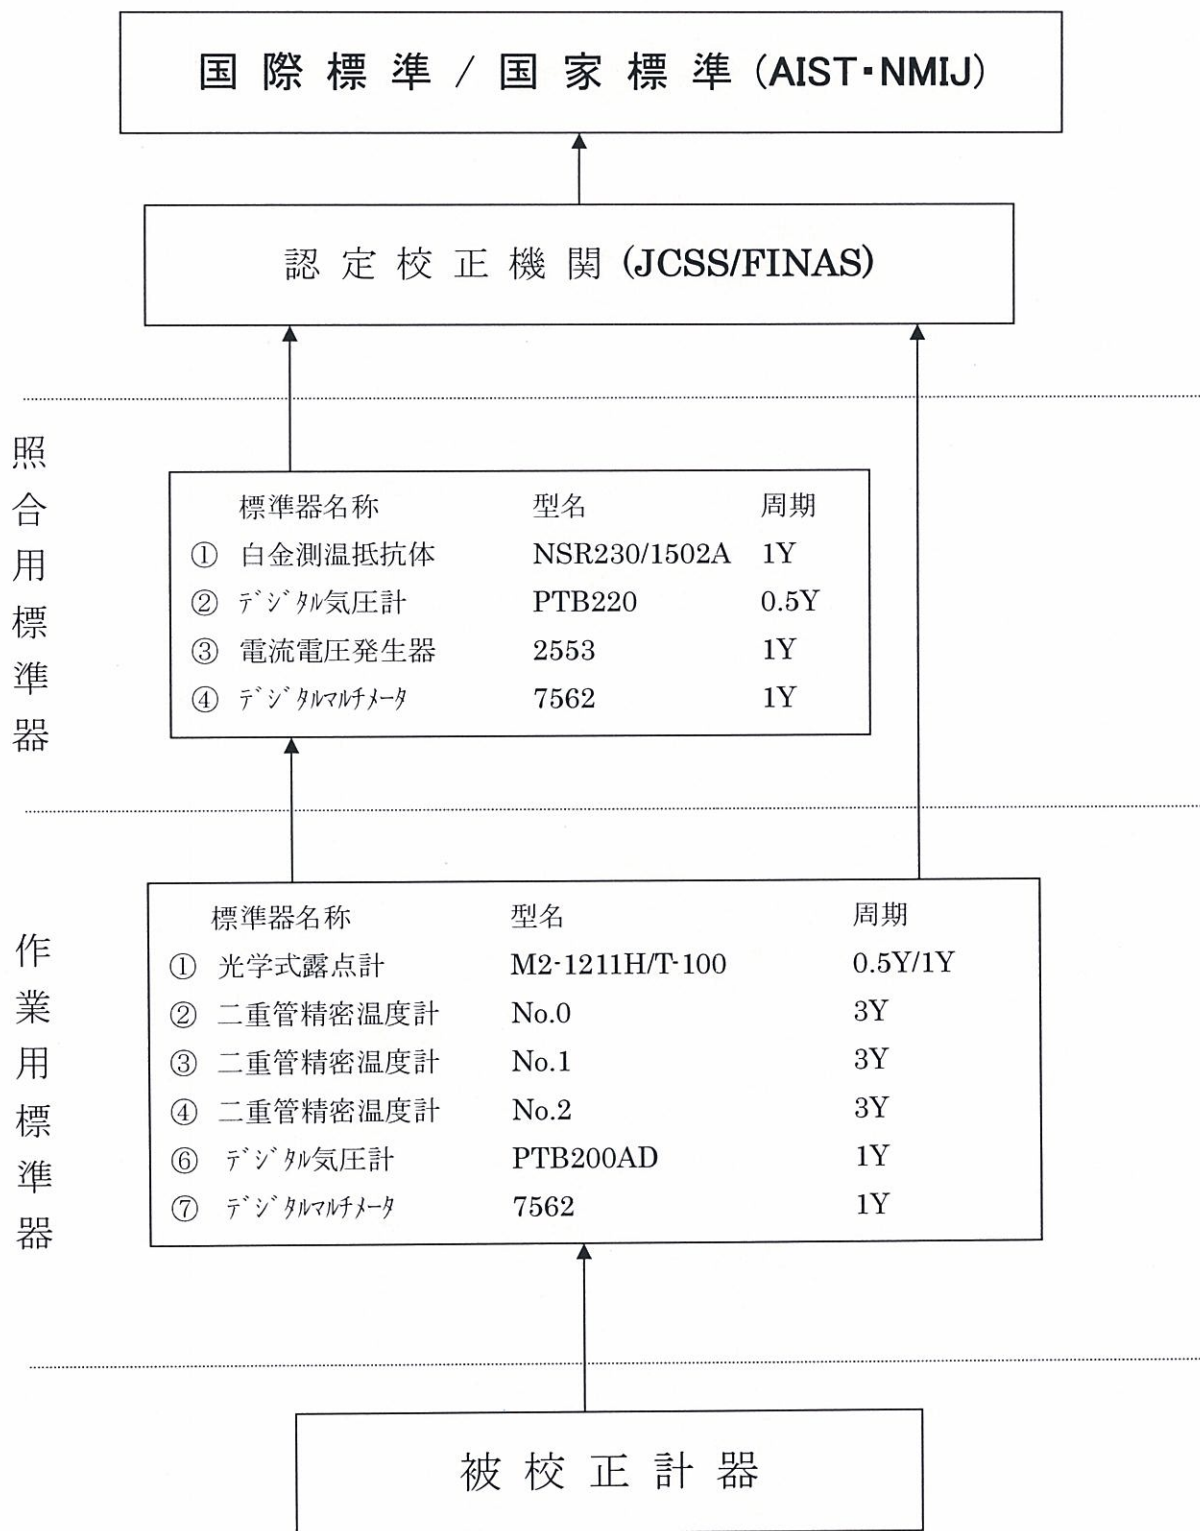 国際標準/国家標準(AIST・NMIJ)
認定校正機関(JCSS/FINAS)
照合用標準器
標準器名称 型名 周期
① 白金測温抵抗体 NSR230/1502A 1Y
② ﾃﾞｼﾞﾀﾙ気圧計 PTB220 0.5Y
③ 電流電圧発生器 2553 1Y
④ ﾃﾞｼﾞﾀﾙﾏﾙﾁﾒｰﾀ 7562 1Y
作業用標準器
標準器名称 型名 周期
① 光学式露点計 M2-1211H/T-100 0.5Y/1Y
② 二重管精密温度計 No.0 3Y
③ 二重管精密温度計 No.1 3Y
④ 二重管精密温度計 No.2 3Y
⑥ ﾃﾞｼﾞﾀﾙ気圧計 PTB200AD 1Y
⑦ ﾃﾞｼﾞﾀﾙﾏﾙﾁﾒｰﾀ 7562 1Y
被校正計器